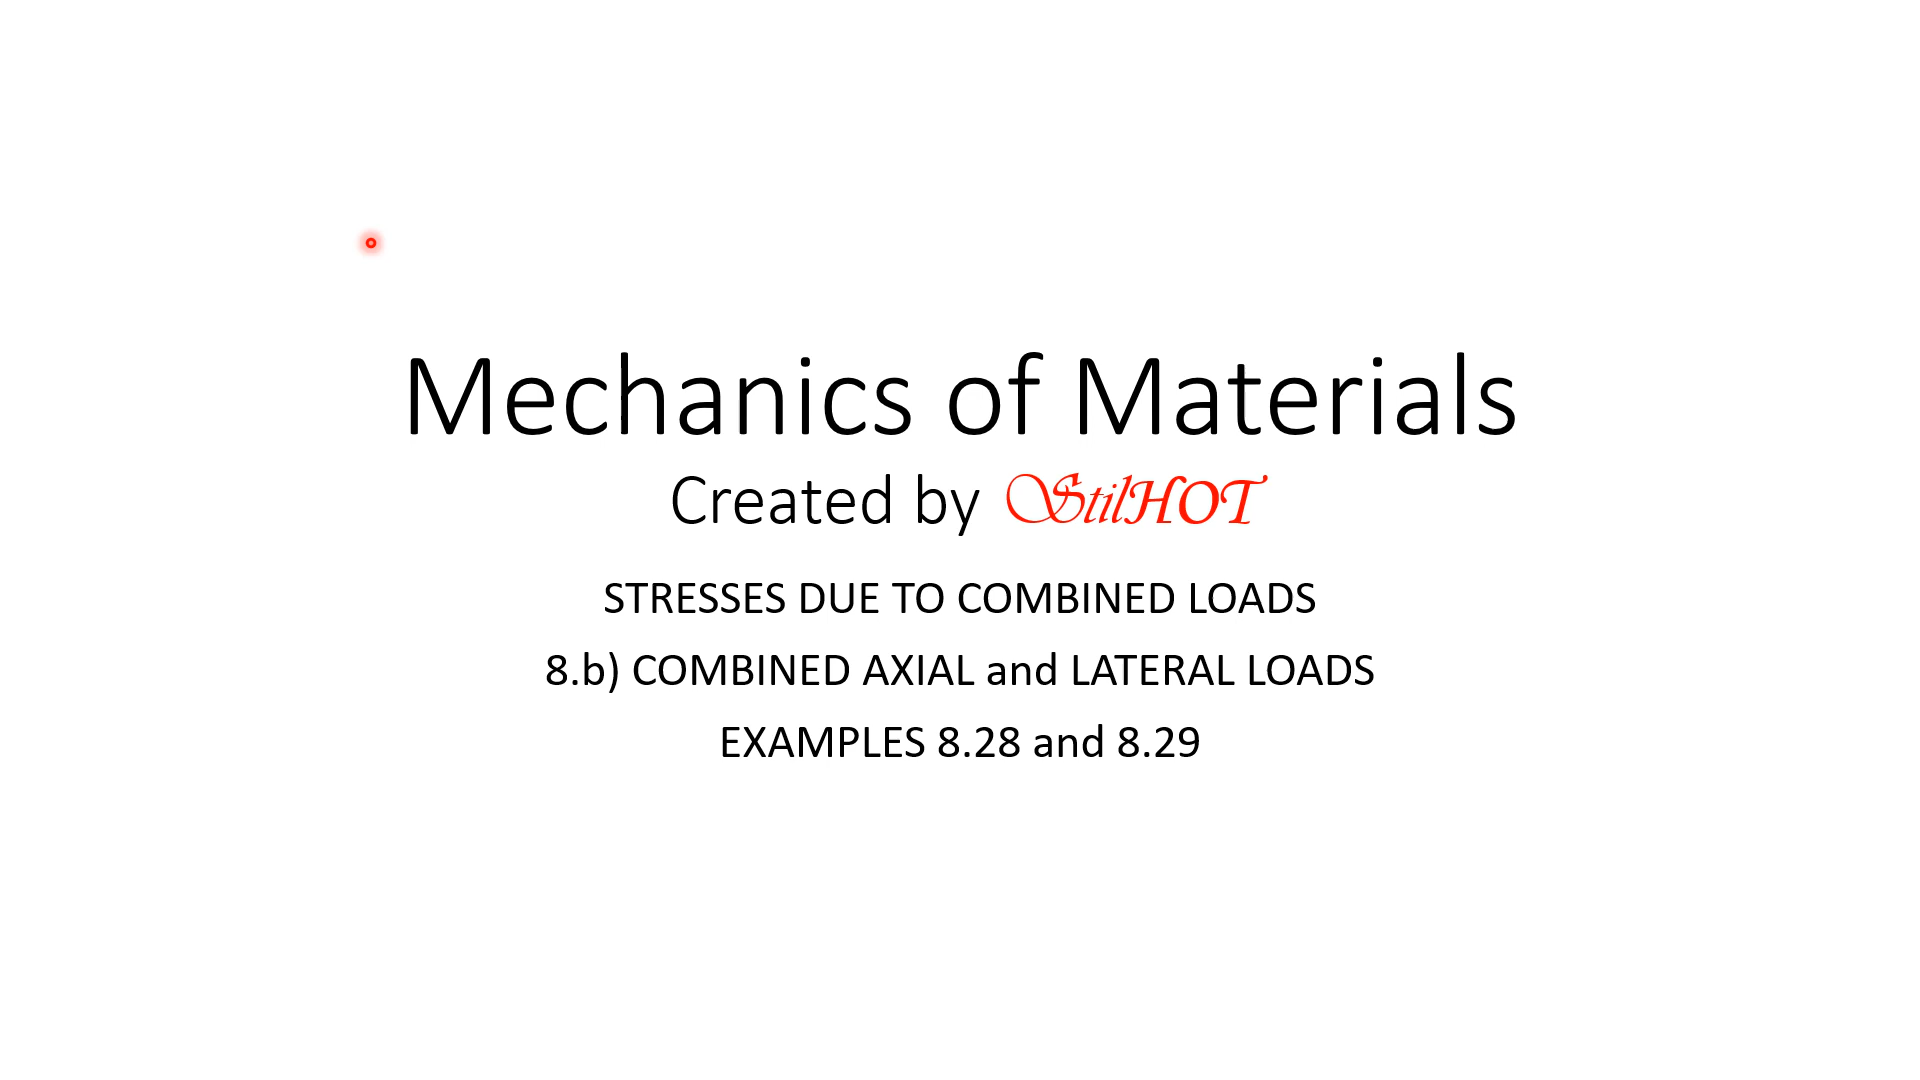 Mechanics of Materials
Created by StilHOT
STRESSES DUE TO COMBINED LOADS
8.b) COMBINED AXIAL and LATERAL LOADS
EXAMPLES 8.28 and 8.29